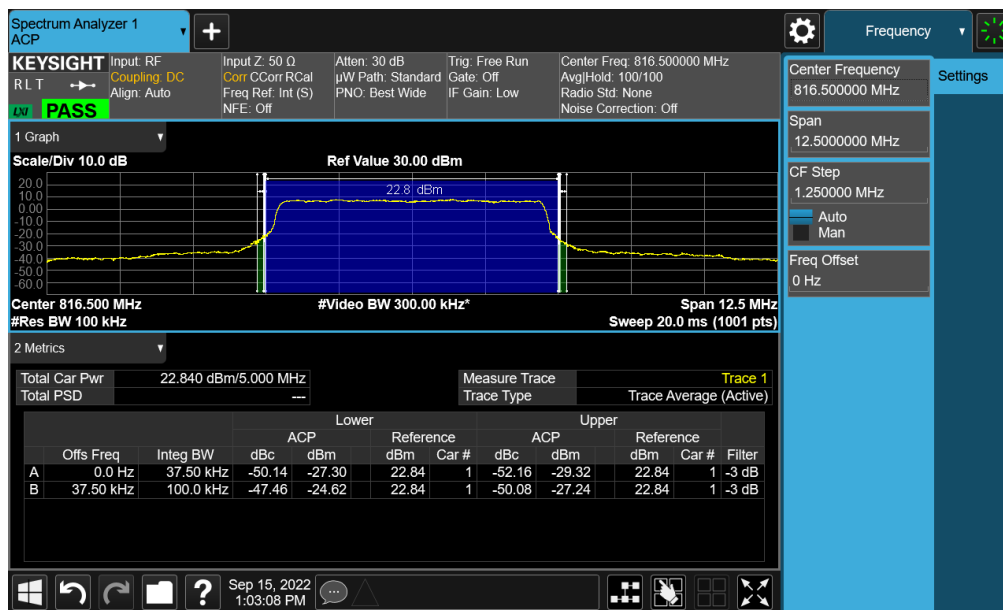 Spectrum Analyzer 1
ACP
+
Frequency
KEYSIGHT Input: RF Input Z: 50 Ω Atten: 30 dB Trig: Free Run Center Freq: 816.500000 MHz
RLT Coupling: DC Corr CCorr RCal µW Path: Standard Gate: Off Avg|Hold: 100/100
Align: Auto Freq Ref: Int (S) PNO: Best Wide IF Gain: Low Radio Std: None
LXI PASS NFE: Off Noise Correction: Off
Center Frequency
816.500000 MHz
Settings
Span
12.5000000 MHz
CF Step
1.250000 MHz
Auto
Man
Freq Offset
0 Hz
1 Graph
Scale/Div 10.0 dB Ref Value 30.00 dBm
22.8 dBm
20.0
10.0
0.00
-10.0
-20.0
-30.0
-40.0
-50.0
-60.0
Center 816.500 MHz #Video BW 300.00 kHz* Span 12.5 MHz
#Res BW 100 kHz Sweep 20.0 ms (1001 pts)
2 Metrics
Total Car Pwr 22.840 dBm/5.000 MHz Measure Trace Trace 1
Total PSD --- Trace Type Trace Average (Active)
Lower Upper
ACP Reference ACP Reference
Offs Freq Integ BW dBc dBm dBm Car # dBc dBm dBm Car # Filter
A 0.0 Hz 37.50 kHz -50.14 -27.30 22.84 1 -52.16 -29.32 22.84 1 -3 dB
B 37.50 kHz 100.0 kHz -47.46 -24.62 22.84 1 -50.08 -27.24 22.84 1 -3 dB
? Sep 15, 2022
1:03:08 PM